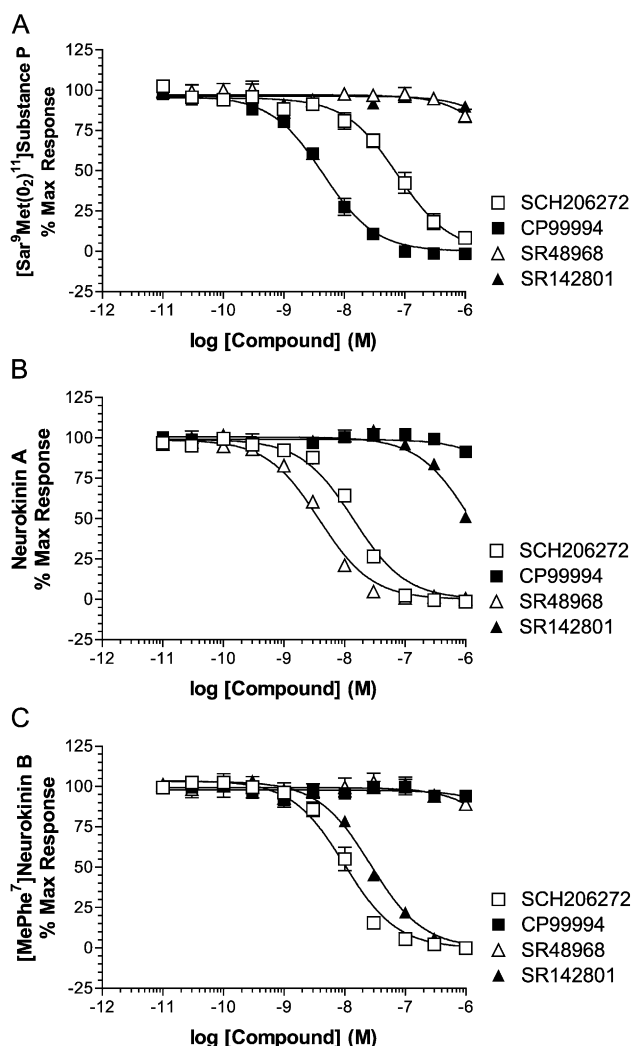 A
[Sar⁹Met(0₂)¹¹]Substance P
% Max Response
125
100
75
50
25
0
-25
-12 -11 -10 -9 -8 -7 -6
log [Compound] (M)
SCH206272
CP99994
SR48968
SR142801
B
Neurokinin A
% Max Response
125
100
75
50
25
0
-25
-12 -11 -10 -9 -8 -7 -6
log [Compound] (M)
SCH206272
CP99994
SR48968
SR142801
C
[MePhe⁷]Neurokinin B
% Max Response
125
100
75
50
25
0
-25
-12 -11 -10 -9 -8 -7 -6
log [Compound] (M)
SCH206272
CP99994
SR48968
SR142801